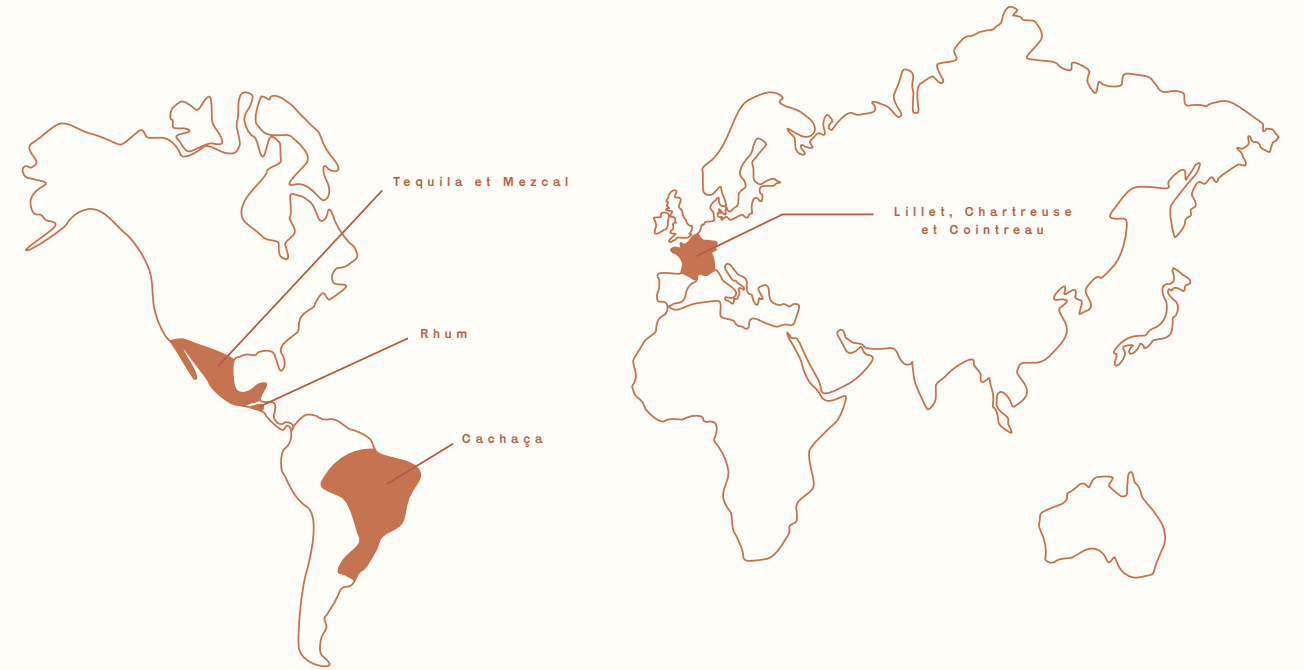 Tequila et Mezcal
Lillet, Chartreuse
et Cointreau
Rhum
Cachaça